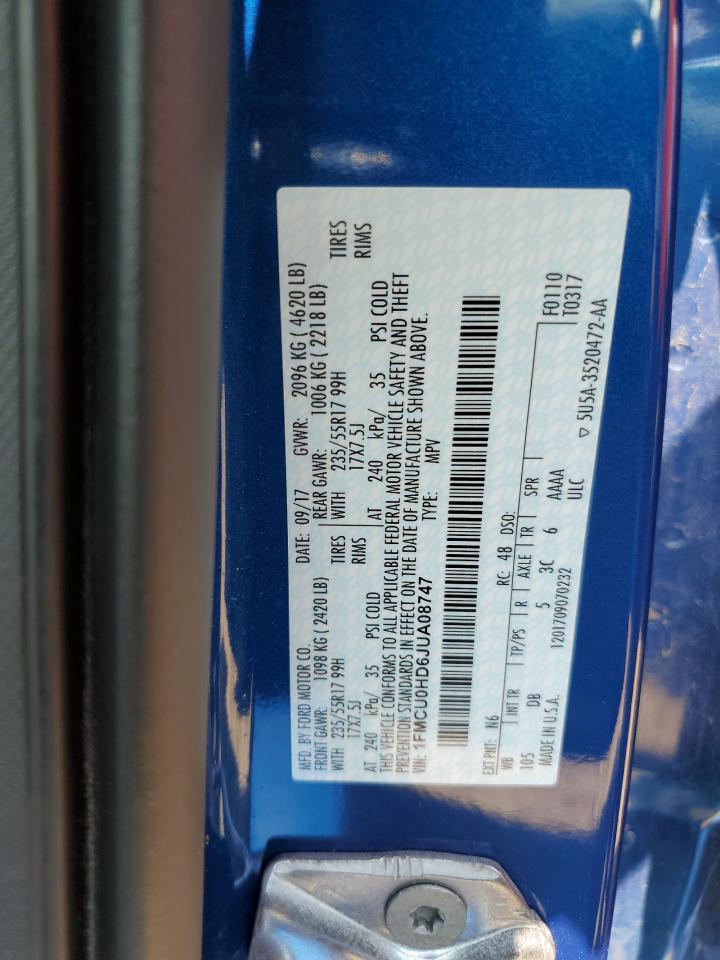 MFD. BY FORD MOTOR CO. DATE: 09/17 GVWR: 2096 KG ( 4620 LB)
FRONT GAWR: 1098 KG ( 2420 LB) REAR GAWR: 1006 KG ( 2218 LB)
WITH 235/55R17 99H TIRES WITH 235/55R17 99H TIRES
17X7.5J RIMS 17X7.5J RIMS
AT 240 kPa/ 35 PSI COLD AT 240 kPa/ 35 PSI COLD
THIS VEHICLE CONFORMS TO ALL APPLICABLE FEDERAL MOTOR VEHICLE SAFETY AND THEFT
PREVENTION STANDARDS IN EFFECT ON THE DATE OF MANUFACTURE SHOWN ABOVE.
VIN: 1FMCU0HD6JUA08747 TYPE: MPV
EXT PNT: N6 RC: 48 DSO: F0110
WB INT TR TP/PS R AXLE TR SPR T0317
105 DB 5 3C 6 AAAA
MADE IN U.S.A. 1201709070232 ULC
▽ 5U5A-3520472-AA